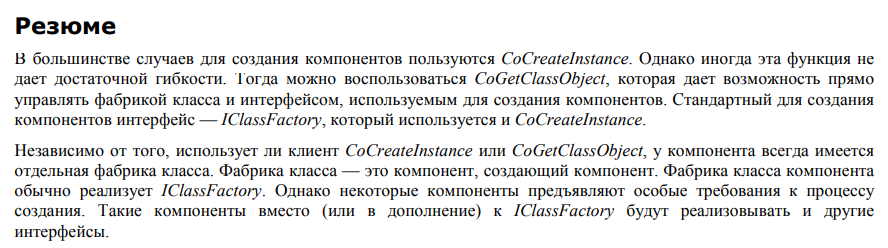 Резюме
В большинстве случаев для создания компонентов пользуются CoCreateInstance. Однако иногда эта функция не
дает достаточной гибкости. Тогда можно воспользоваться CoGetClassObject, которая дает возможность прямо
управлять фабрикой класса и интерфейсом, используемым для создания компонентов. Стандартный для создания
компонентов интерфейс — IClassFactory, который используется и CoCreateInstance.
Независимо от того, использует ли клиент CoCreateInstance или CoGetClassObject, у компонента всегда имеется
отдельная фабрика класса. Фабрика класса — это компонент, создающий компонент. Фабрика класса компонента
обычно реализует IClassFactory. Однако некоторые компоненты предъявляют особые требования к процессу
создания. Такие компоненты вместо (или в дополнение) к IClassFactory будут реализовывать и другие
интерфейсы.